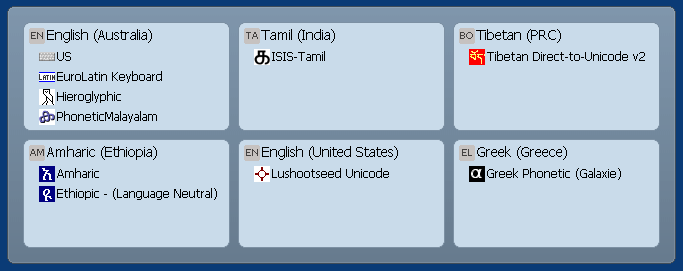 EN English (Australia)
US
LATIN EuroLatin Keyboard
Hieroglyphic
PhoneticMalayalam
TA Tamil (India)
க ISIS-Tamil
BO Tibetan (PRC)
བོད Tibetan Direct-to-Unicode v2
AM Amharic (Ethiopia)
አ Amharic
Ethiopic - (Language Neutral)
EN English (United States)
Lushootseed Unicode
EL Greek (Greece)
α Greek Phonetic (Galaxie)